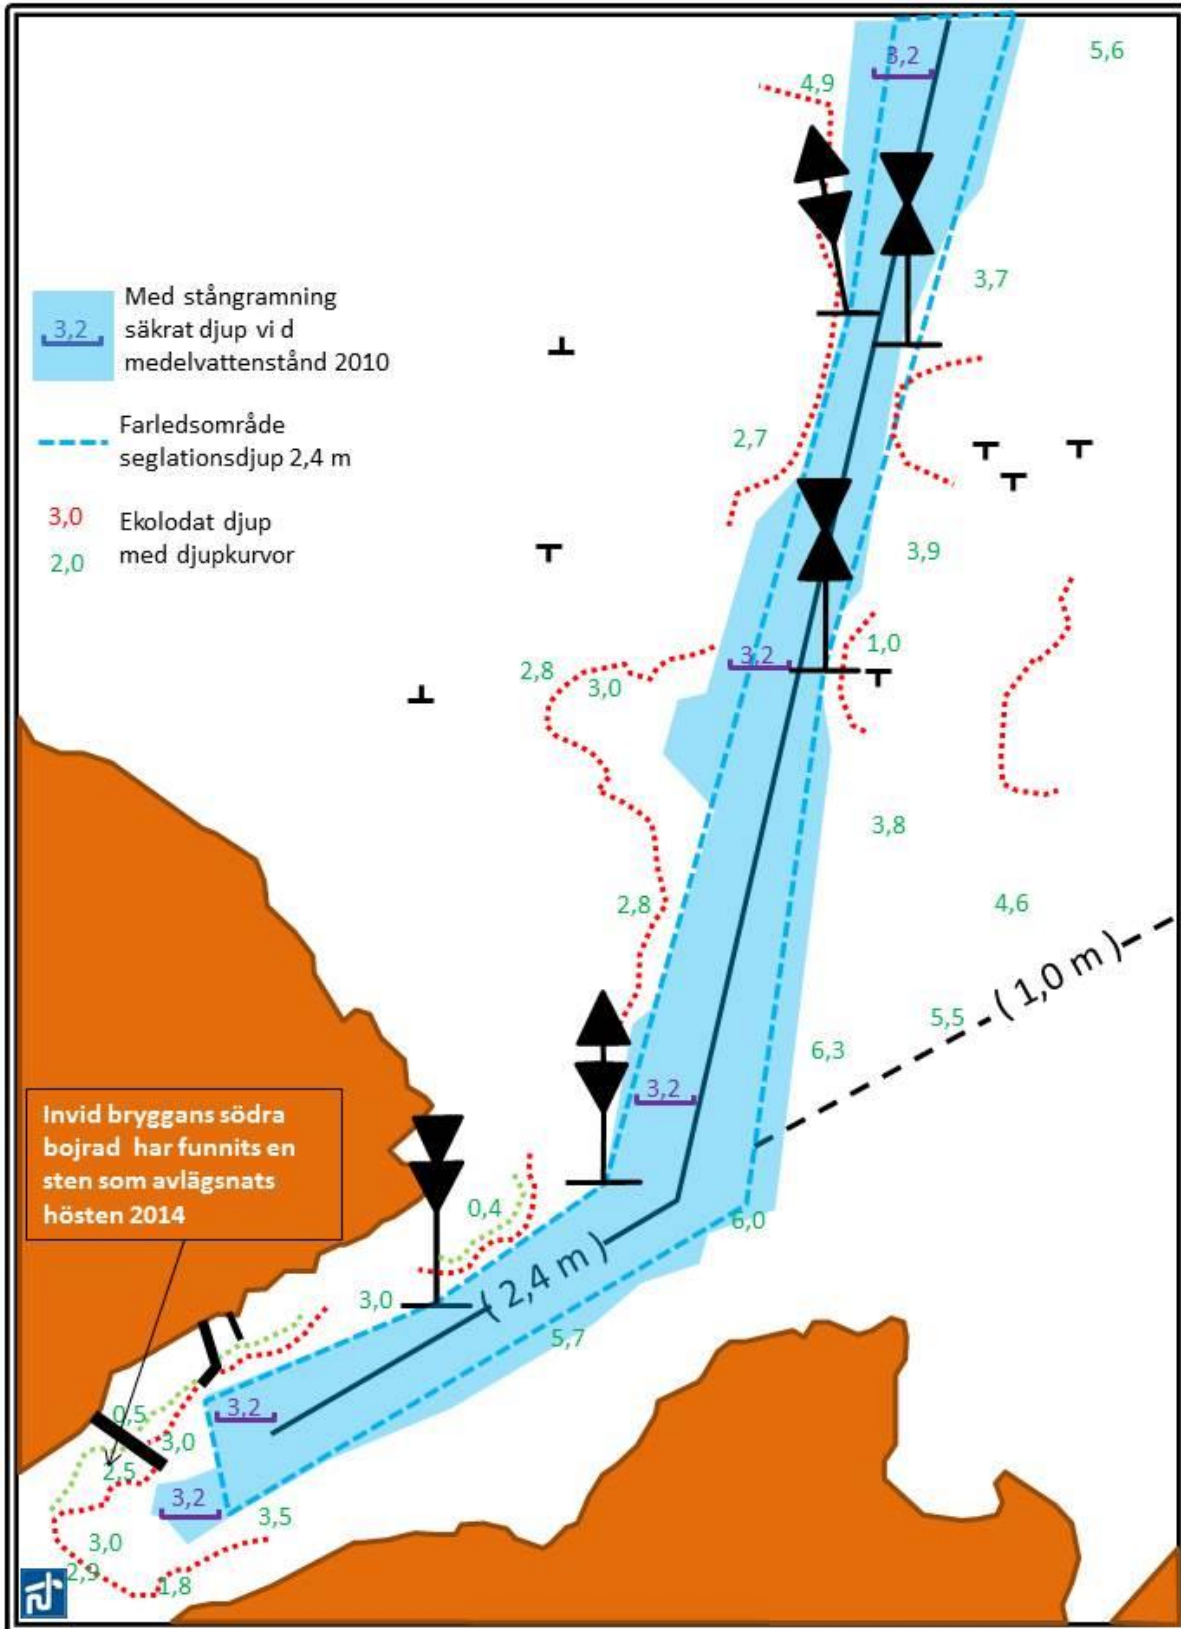 3,2
5,6
4,9
3,7
3,2
Med stångramning
säkrat djup vi d
medelvattenstånd 2010
Farledsområde
seglationsdjup 2,4 m
3,0
2,0
Ekolodat djup
med djupkurvor
2,7
3,9
1,0
3,2
2,8
3,0
3,8
2,8
4,6
( 1,0 m )
5,5
6,3
3,2
Invid bryggans södra
bojrad har funnits en
sten som avlägsnats
hösten 2014
0,4
6,0
( 2,4 m )
3,0
5,7
3,2
0,5
3,0
2,5
3,2
3,5
3,0
2,9
1,8